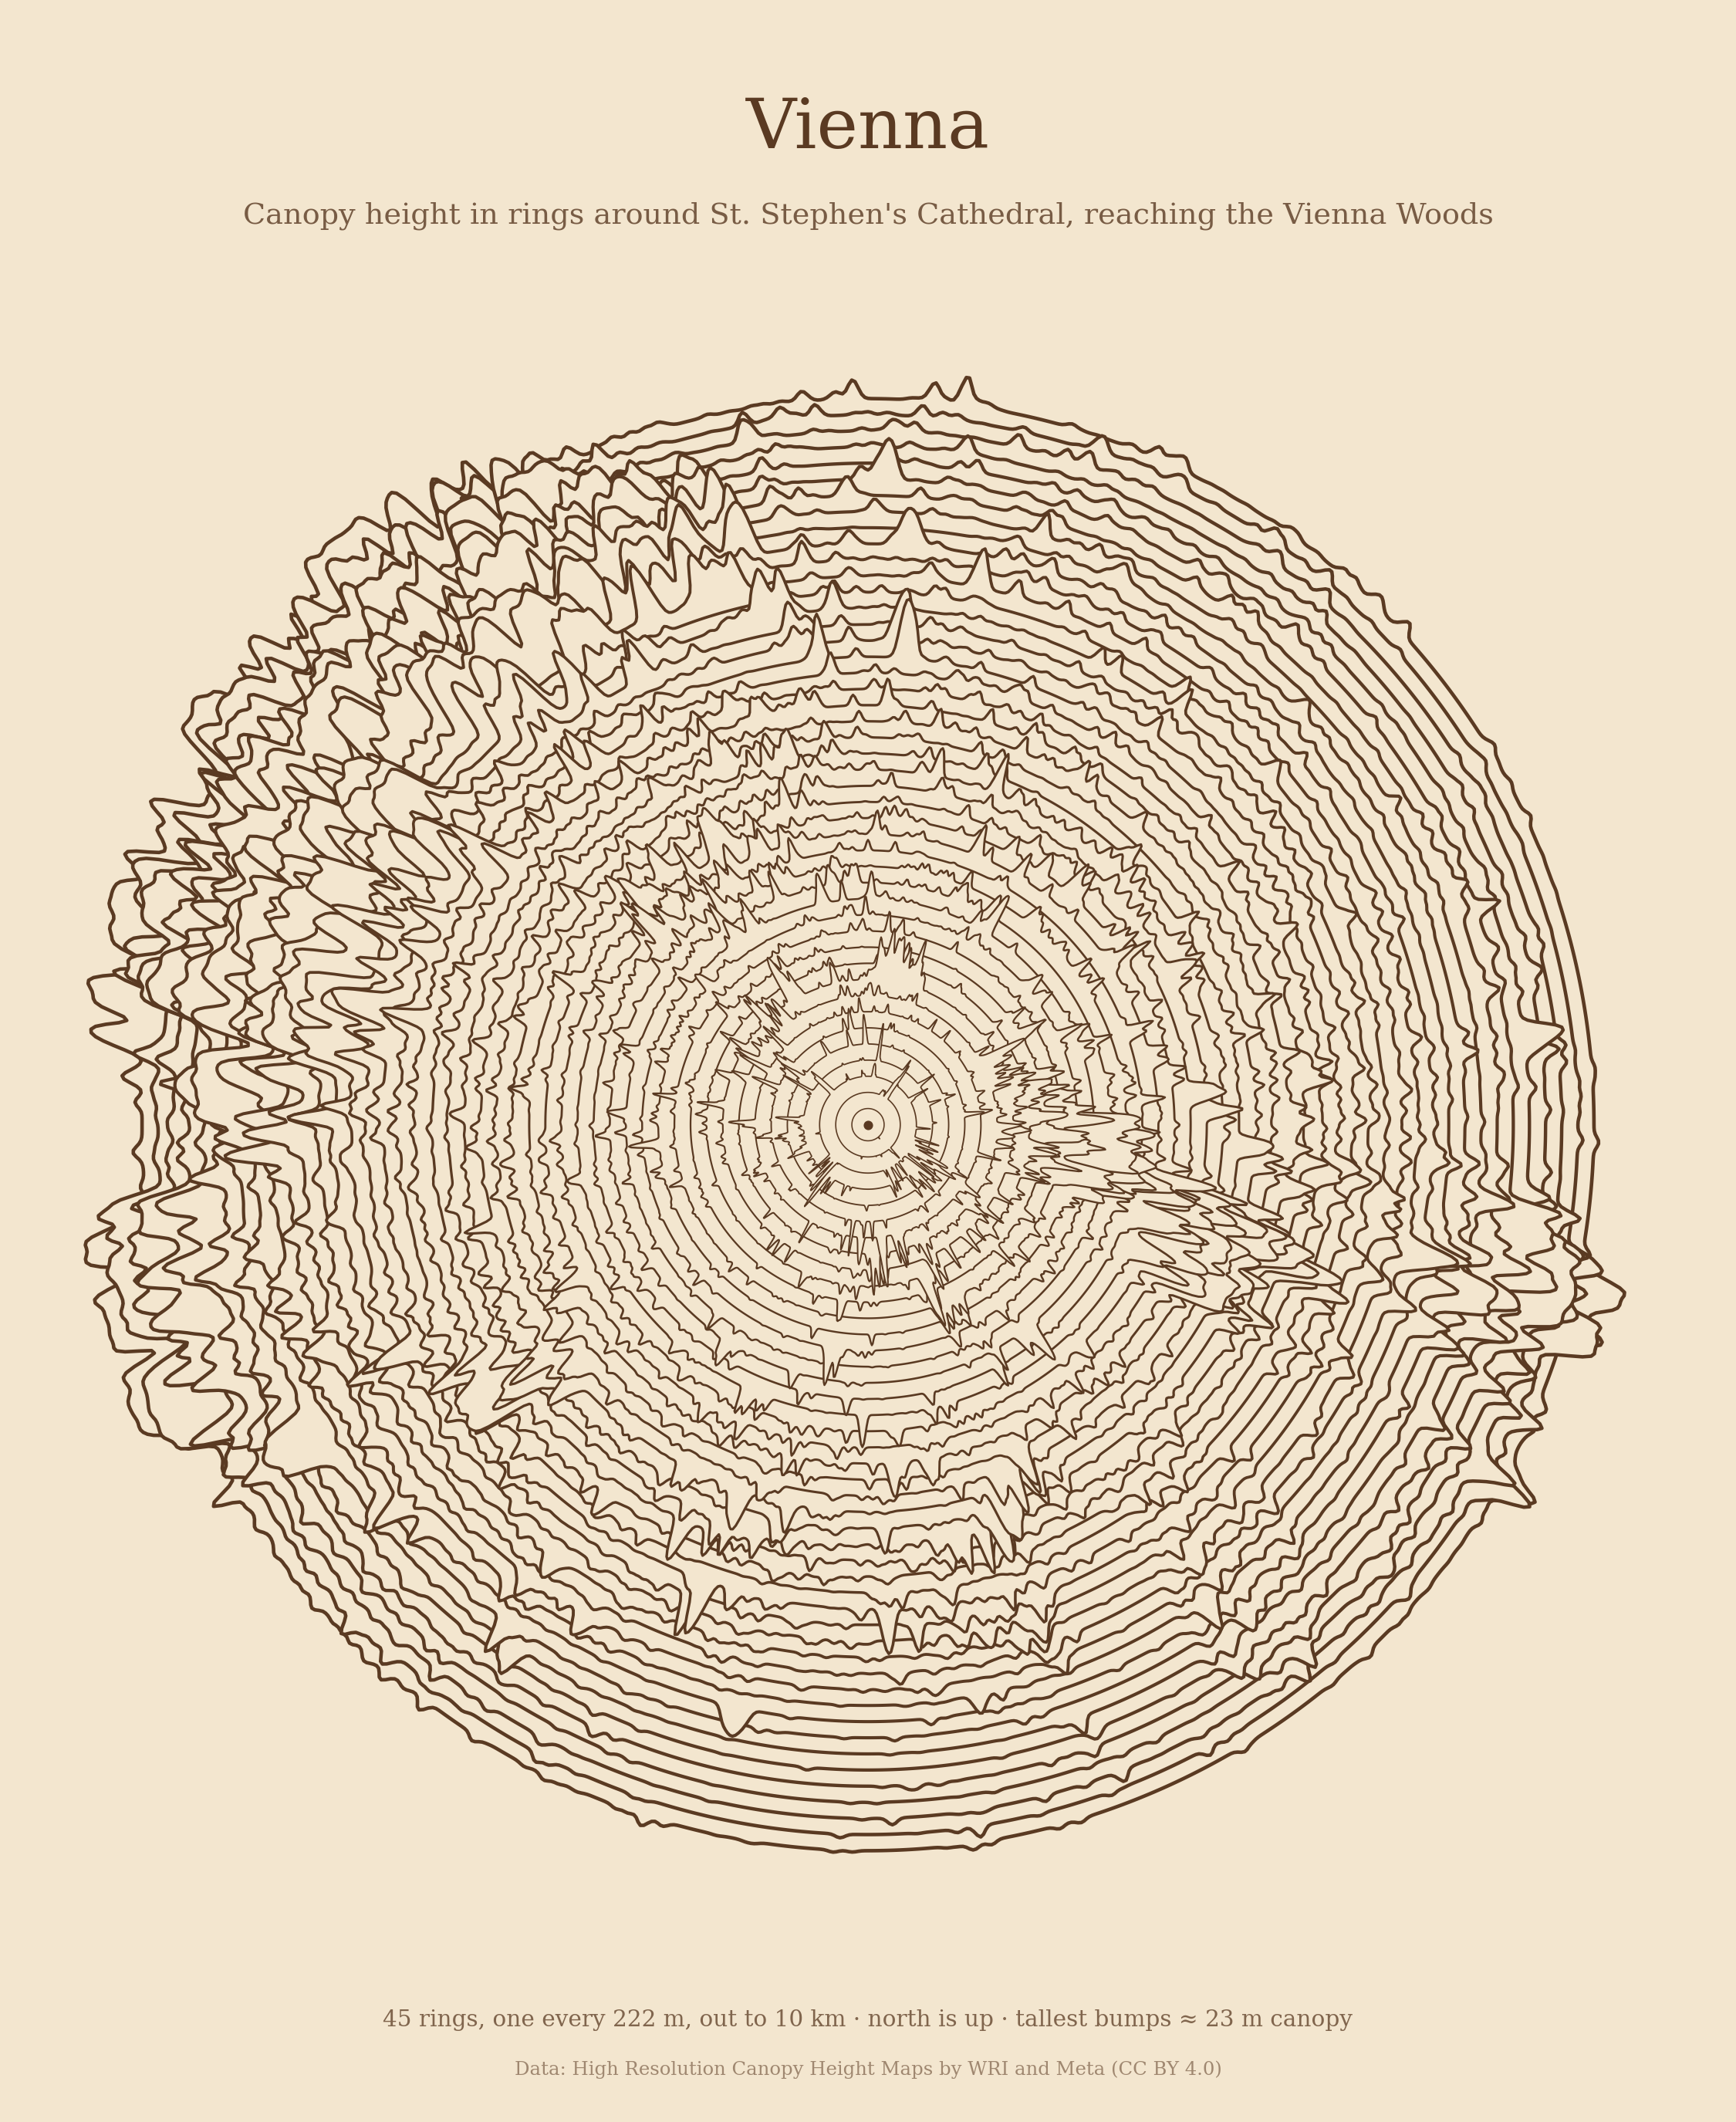 Vienna
Canopy height in rings around St. Stephen's Cathedral, reaching the Vienna Woods
45 rings, one every 222 m, out to 10 km · north is up · tallest bumps ≈ 23 m canopy
Data: High Resolution Canopy Height Maps by WRI and Meta (CC BY 4.0)